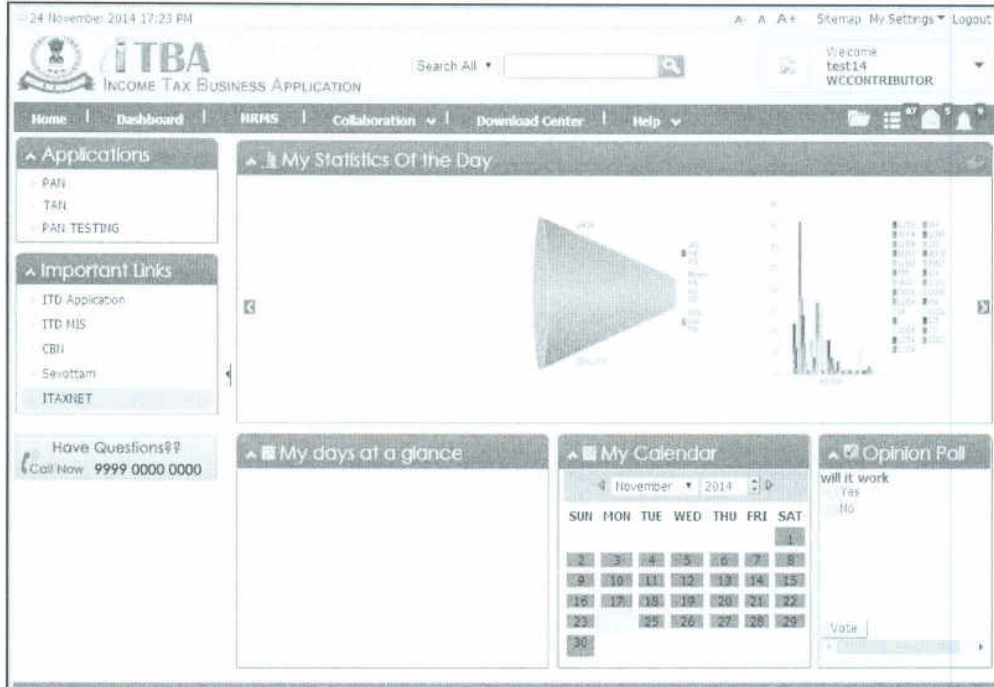 24 November 2014 17:23 PM
A- A A+ Sitemap My Settings Logout
iTBA
INCOME TAX BUSINESS APPLICATION
Search All
Welcome
test14
WCCONTRIBUTOR
Home Dashboard HRMS Collaboration Download Center Help
Applications
PAN
TAN
PAN TESTING
Important Links
ITD Application
ITD MIS
CBN
Sevottam
ITAXNET
Have Questions??
Call Now 9999 0000 0000
My Statistics Of the Day
My days at a glance
My Calendar
November 2014
SUN MON TUE WED THU FRI SAT
1
2 3 4 5 6 7 8
9 10 11 12 13 14 15
16 17 18 19 20 21 22
23 25 26 27 28 29
30
Opinion Poll
will it work
Yes
No
Vote